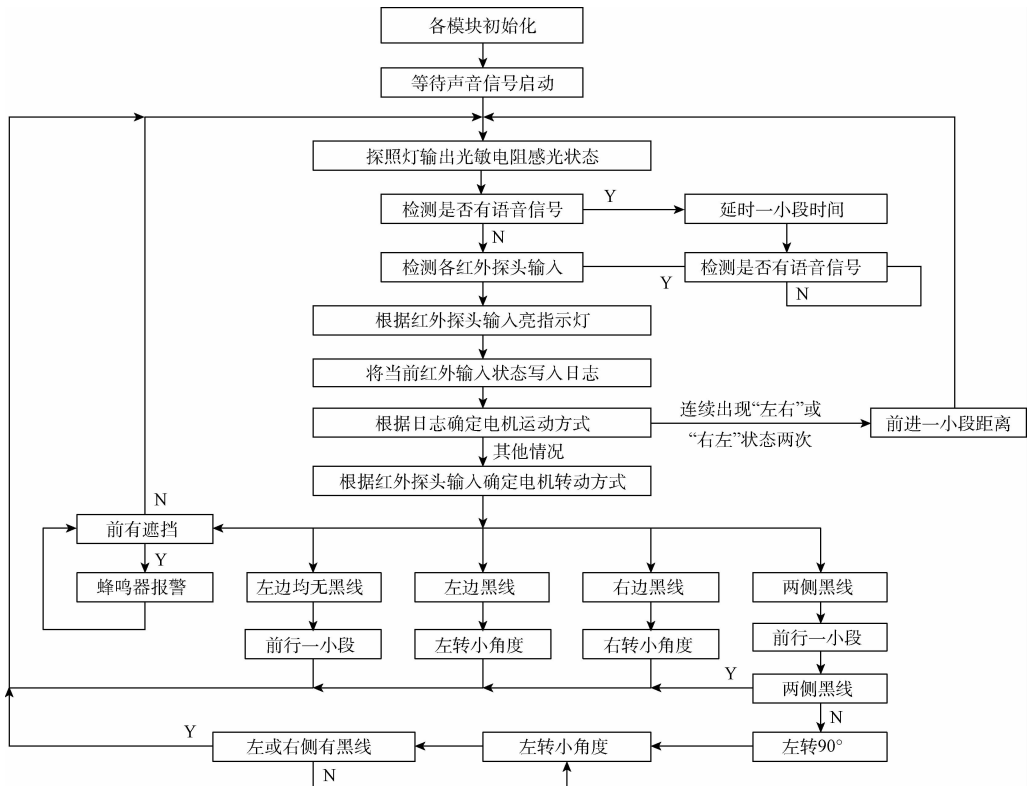 各模块初始化
等待声音信号启动
探照灯输出光敏电阻感光状态
检测是否有语音信号
Y
延时一小段时间
N
检测各红外探头输入
Y
检测是否有语音信号
N
根据红外探头输入亮指示灯
将当前红外输入状态写入日志
根据日志确定电机运动方式
连续出现“左右”或
“右左”状态两次
前进一小段距离
其他情况
根据红外探头输入确定电机转动方式
N
前有遮挡
Y
蜂鸣器报警
左边均无黑线
左边黑线
右边黑线
两侧黑线
前行一小段
左转小角度
右转小角度
前行一小段
Y
两侧黑线
N
Y
左或右侧有黑线
左转小角度
左转90°
N